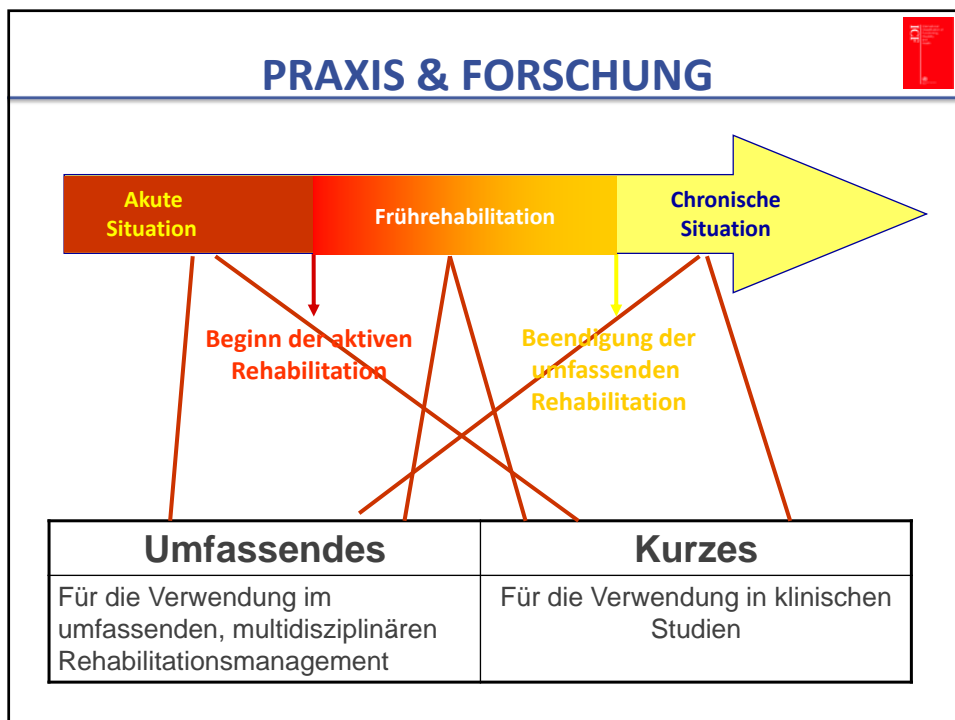 PRAXIS & FORSCHUNG
ICF
Akute
Situation
Frührehabilitation
Chronische
Situation
Beginn der aktiven
Rehabilitation
Beendigung der
umfassenden
Rehabilitation
Umfassendes
Kurzes
Für die Verwendung im
umfassenden, multidisziplinären
Rehabilitationsmanagement
Für die Verwendung in klinischen
Studien